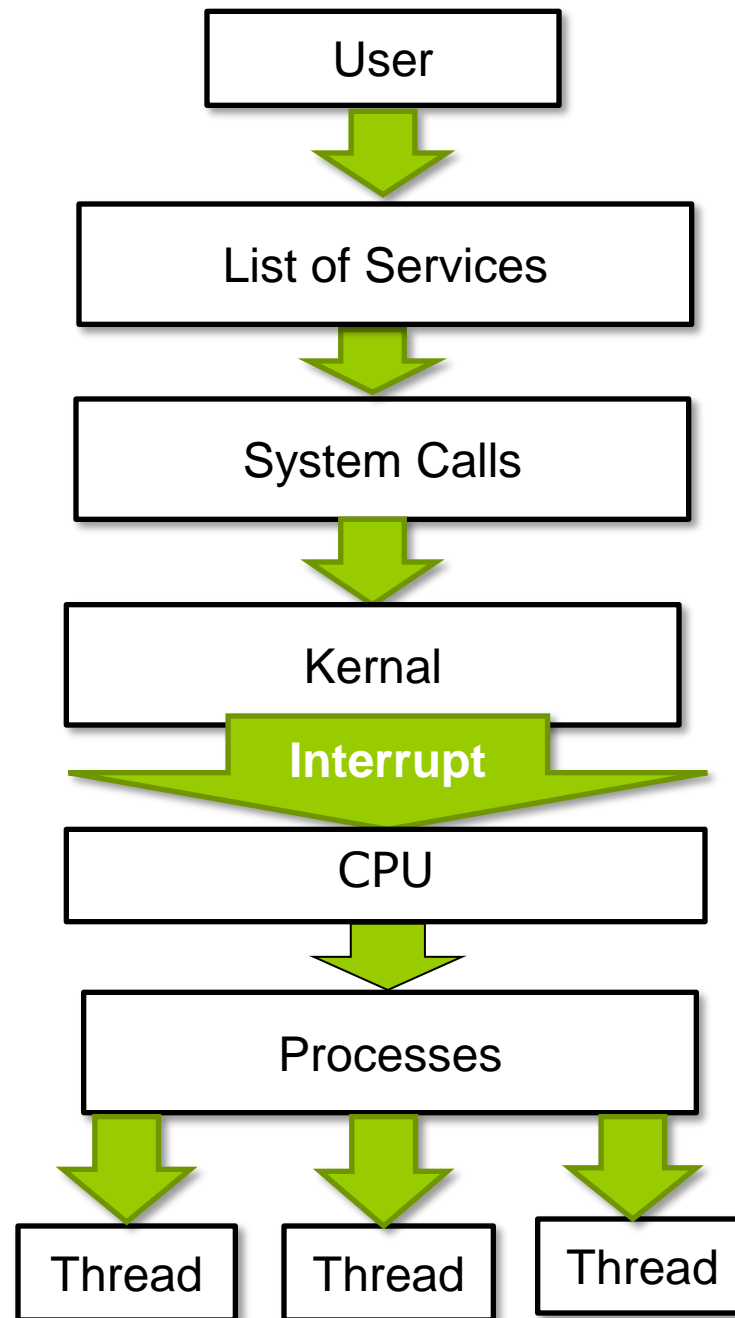 User
List of Services
System Calls
Kernal
Interrupt
CPU
Processes
Thread
Thread
Thread